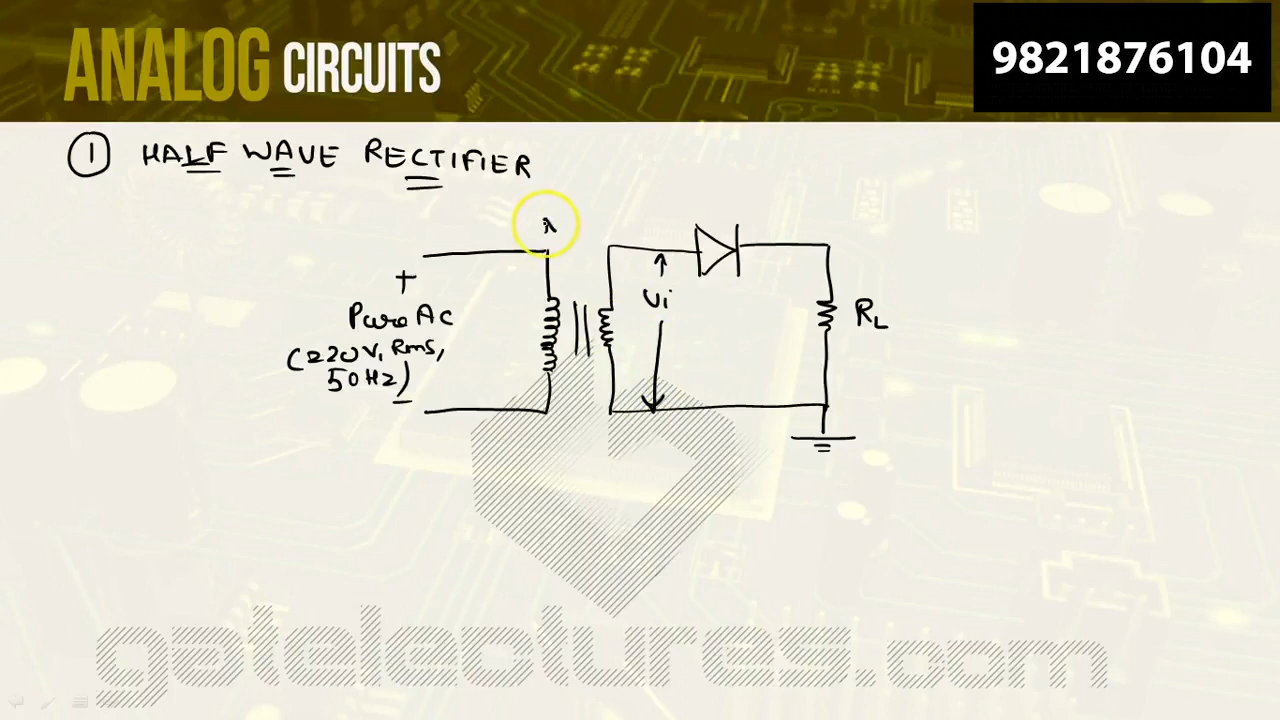 ANALOG CIRCUITS
9821876104
1 HALF WAVE RECTIFIER
+
Pure AC
(220V, Rms,
50Hz)
−
Vi
RL
gatelectures.com